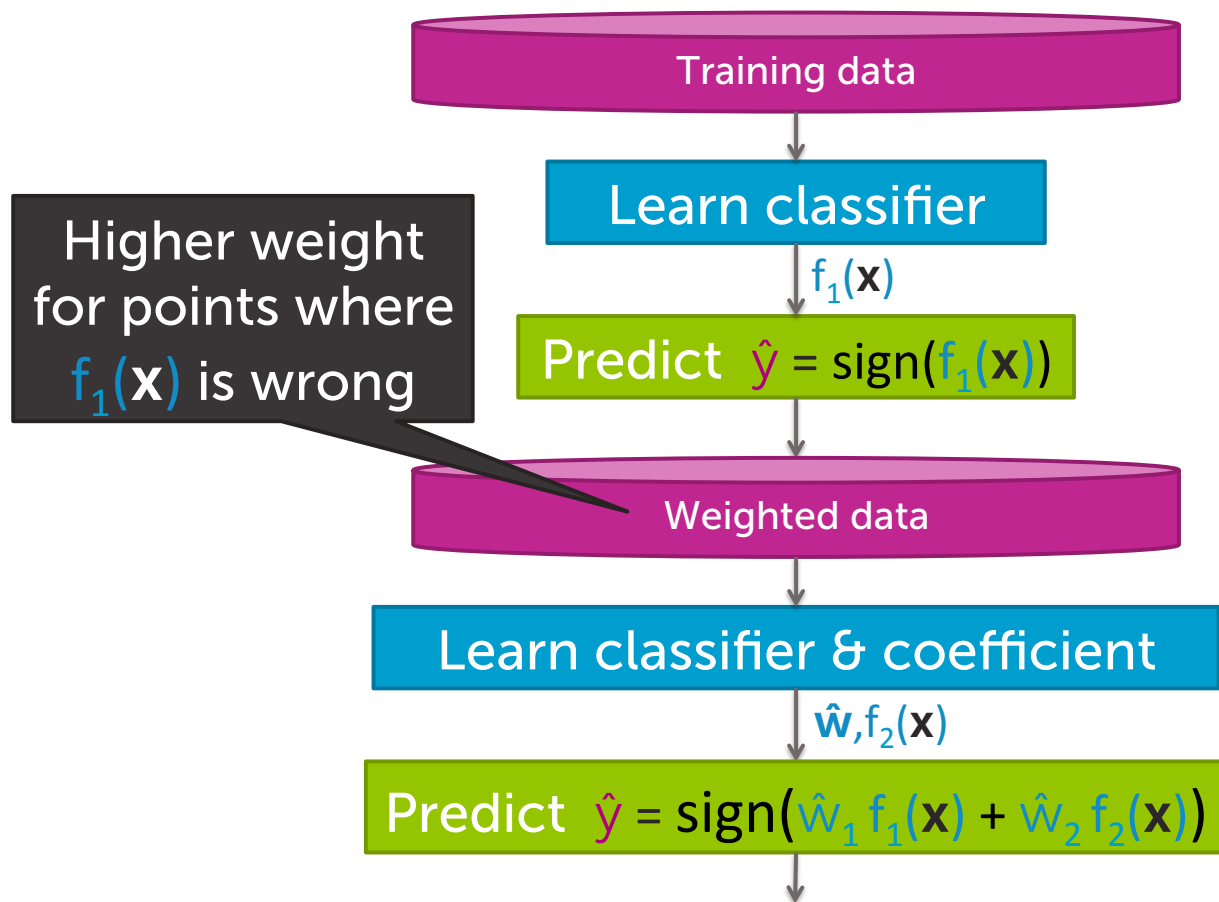 Training data
Learn classifier
f₁(x)
Higher weight
for points where
f₁(x) is wrong
Predict ŷ = sign(f₁(x))
Weighted data
Learn classifier & coefficient
ŵ,f₂(x)
Predict ŷ = sign(ŵ₁ f₁(x) + ŵ₂ f₂(x))